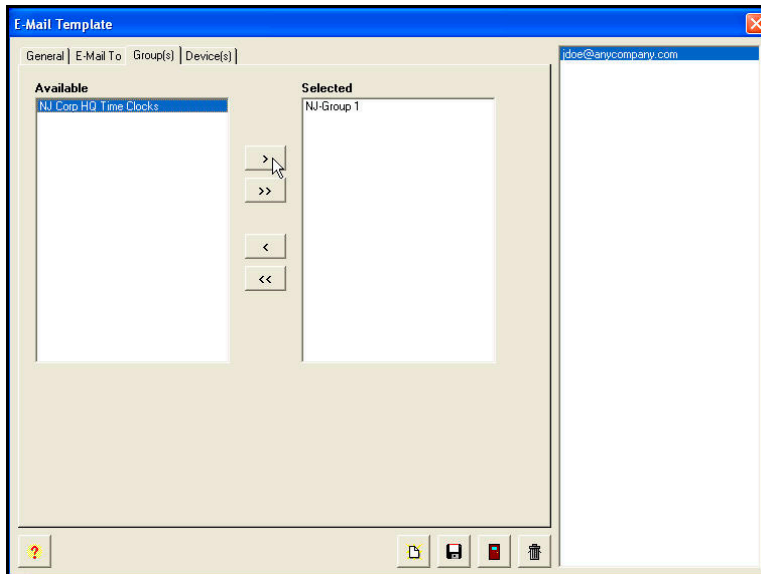 E-Mail Template
General E-Mail To Group(s) Device(s)
jdoe@anycompany.com
Available
NJ Corp HQ Time Clocks
Selected
NJ-Group 1
>
>>
<
<<
?